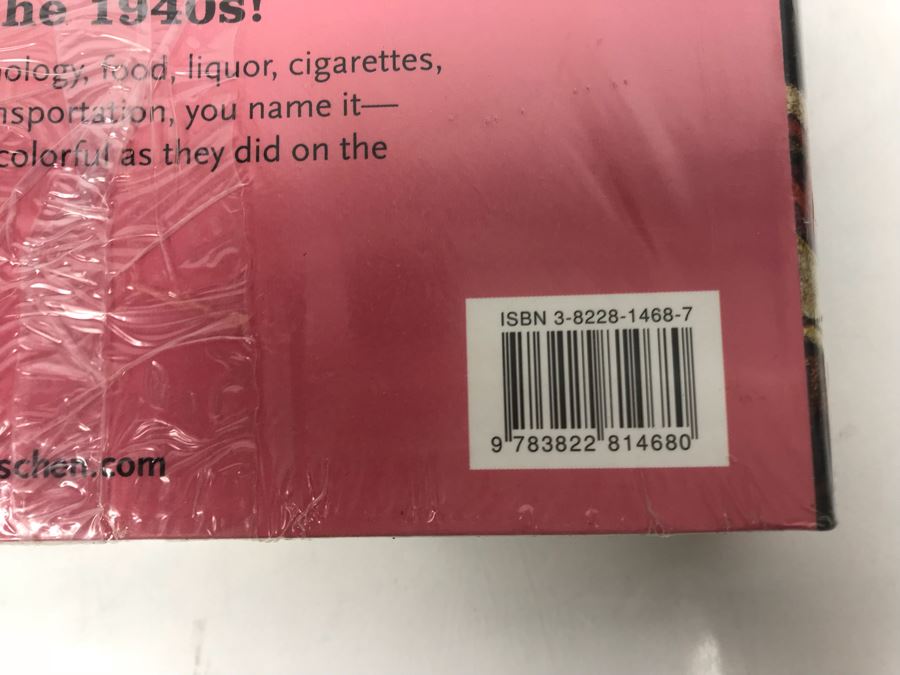 he 1940s!
ology, food, liquor, cigarettes,
nsportation, you name it—
colorful as they did on the
ISBN 3-8228-1468-7
9 783822 814680
schen.com